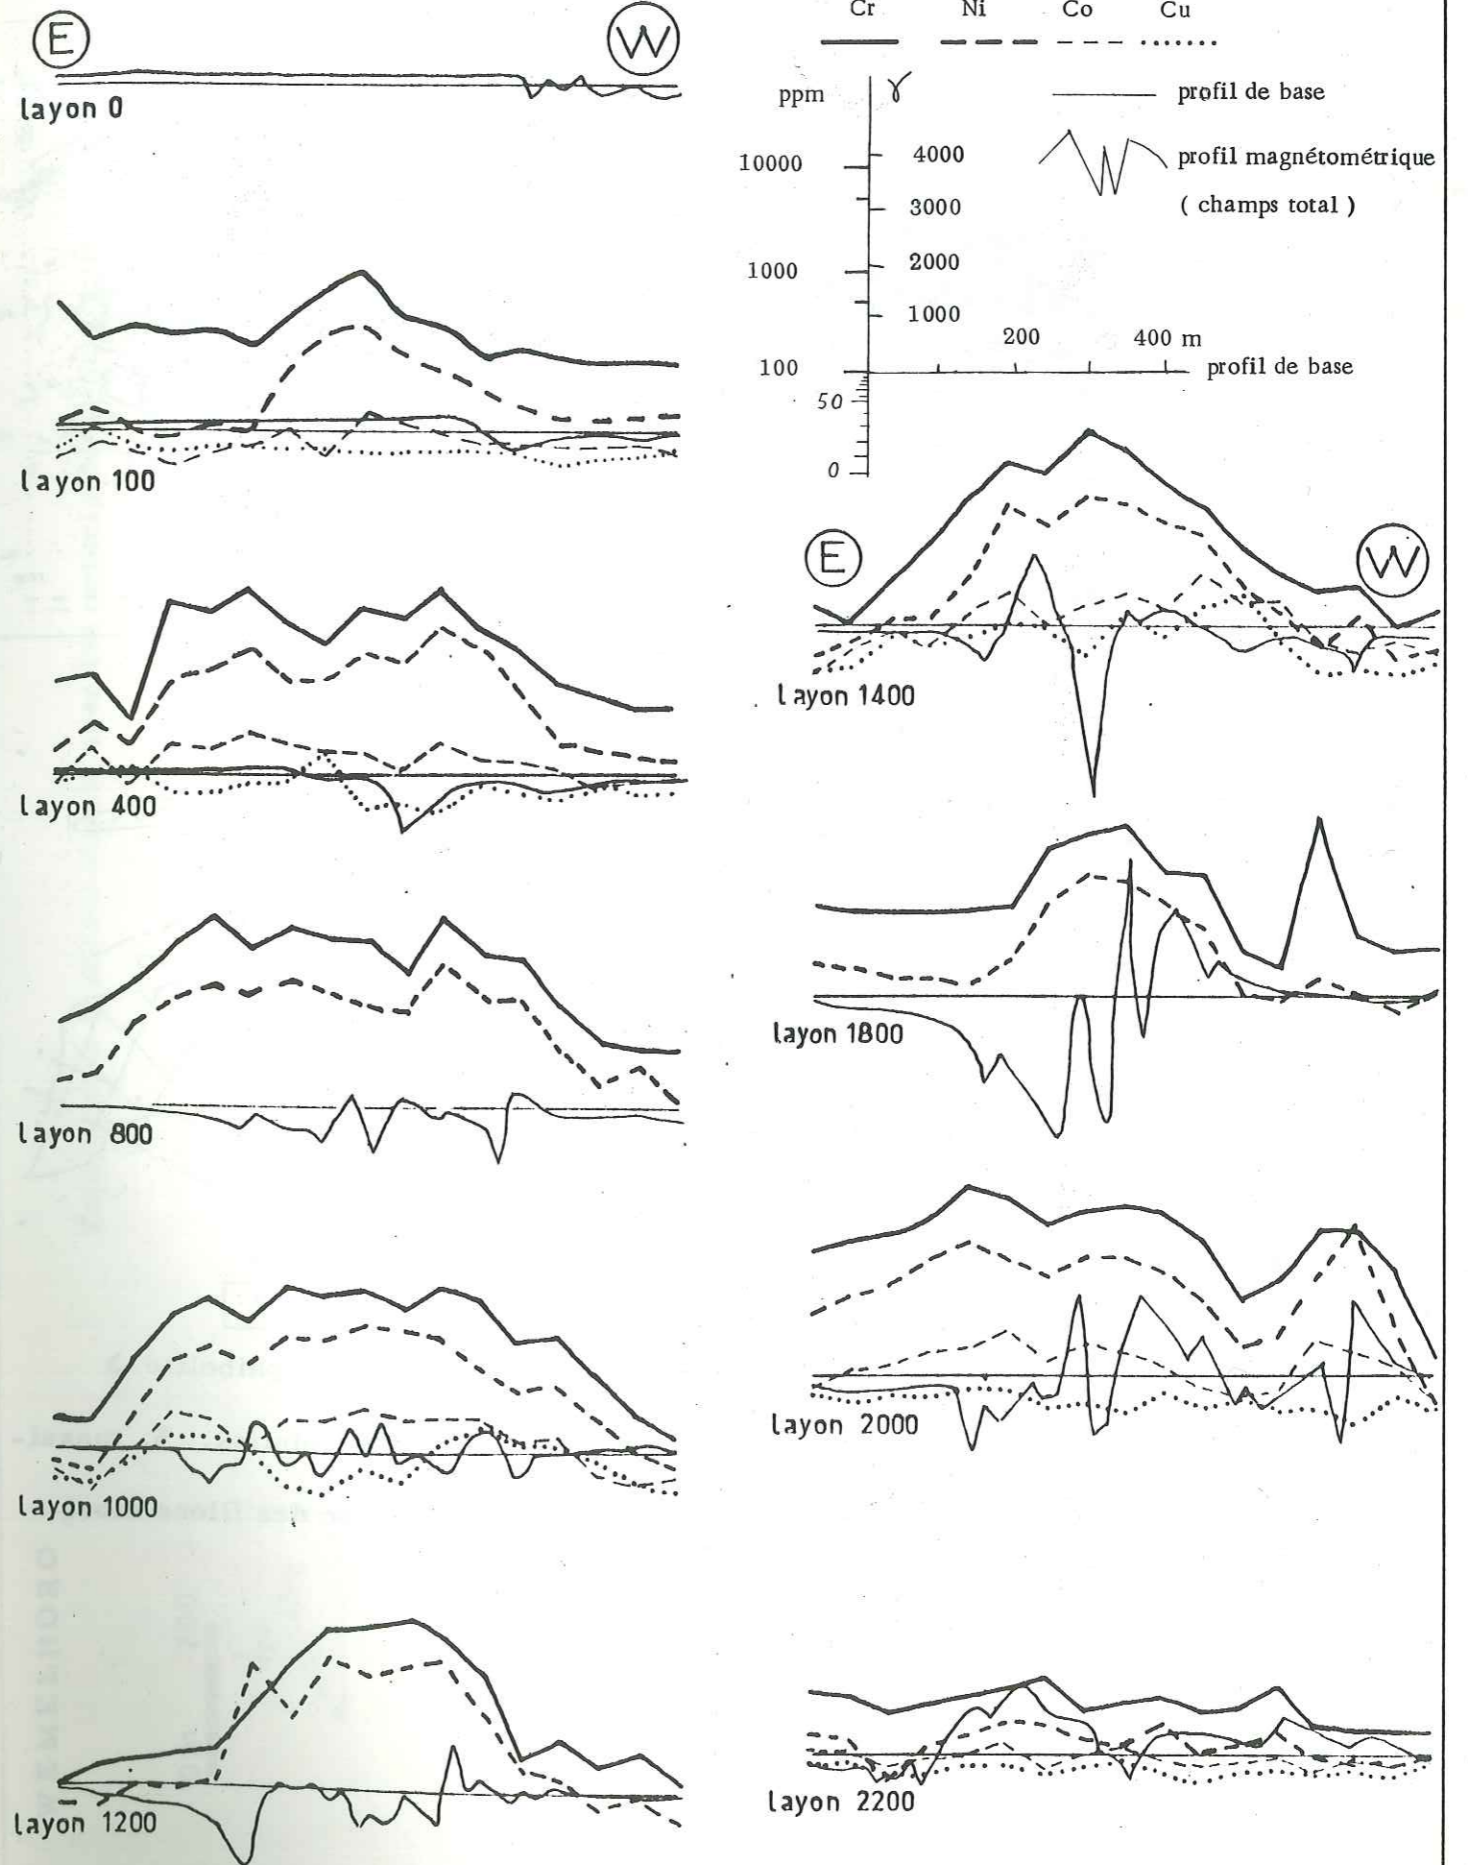 E W
layon 0
layon 100
layon 400
layon 800
layon 1000
layon 1200
Cr Ni Co Cu
ppm γ
profil de base
10000 4000
profil magnétométrique
3000
( champs total )
1000 2000
1000
200 400 m
100
profil de base
50
0
E W
layon 1400
layon 1800
layon 2000
layon 2200